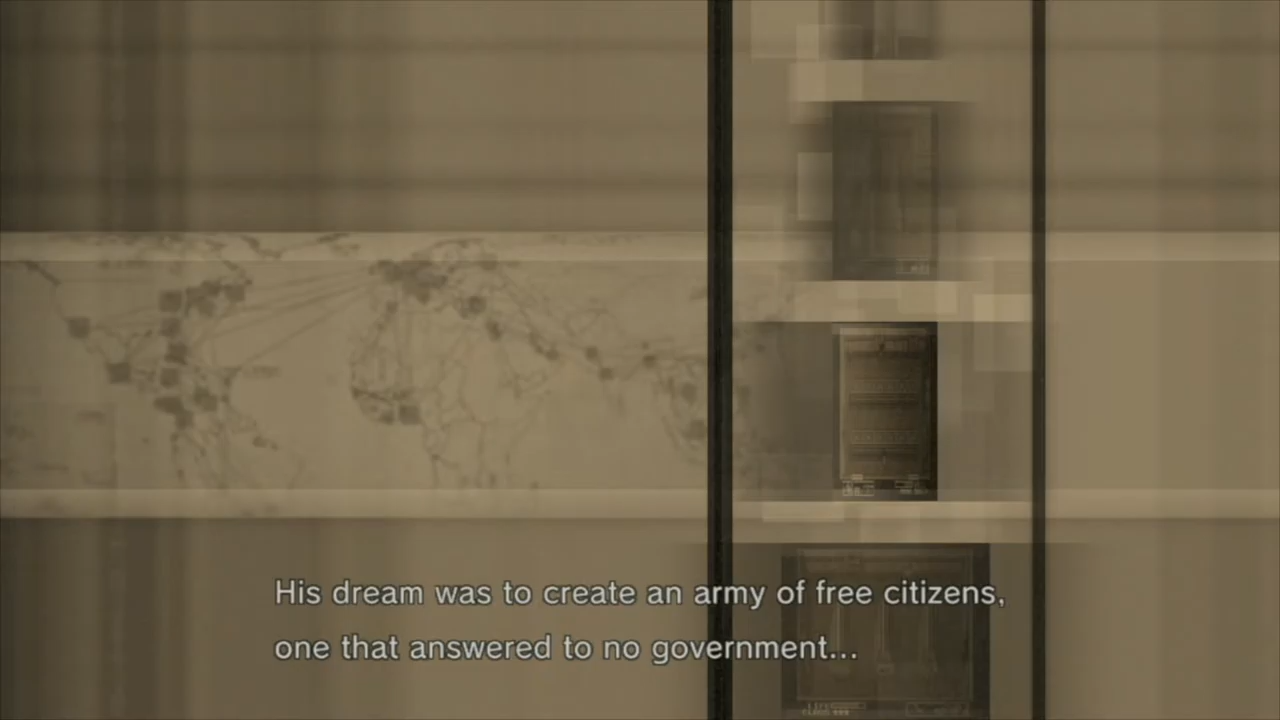 His dream was to create an army of free citizens,
one that answered to no government...